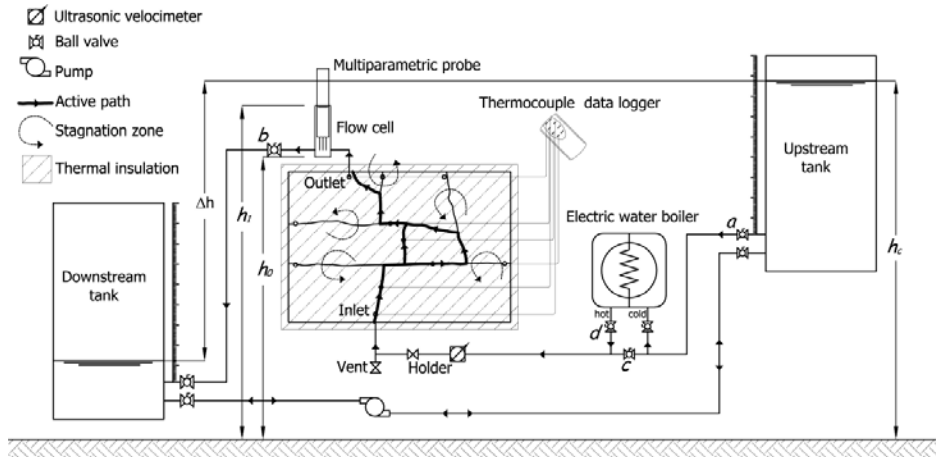 Ultrasonic velocimeter
Ball valve
Pump
Active path
Stagnation zone
Thermal insulation
Multiparametric probe
Flow cell
Thermocouple data logger
Upstream
tank
b
Outlet
Δh
h₁
h₀
Electric water boiler
a
h꜀
Downstream
tank
Inlet
hot
cold
d
Vent
Holder
c